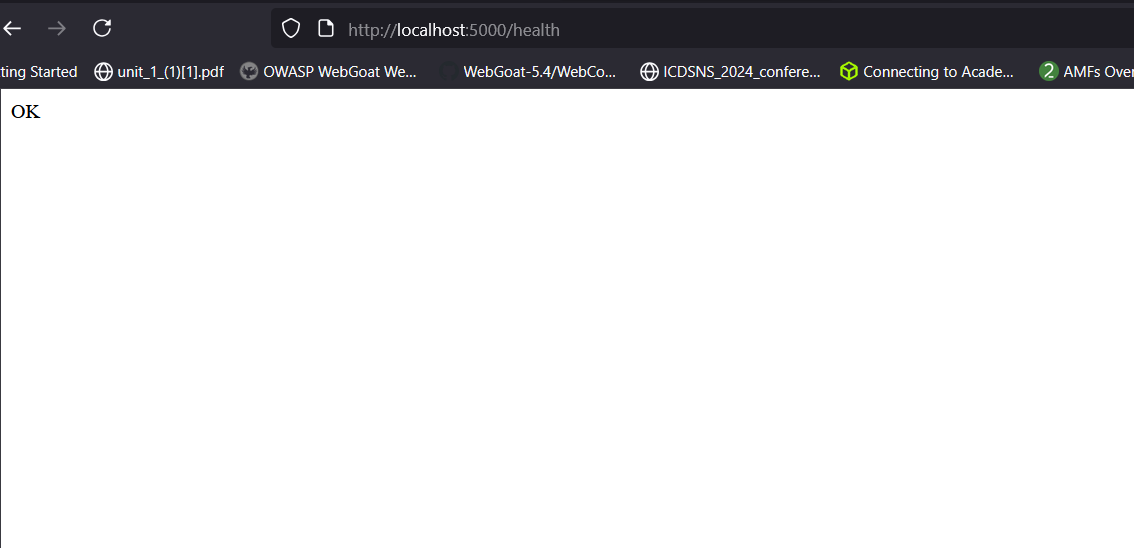 http://localhost:5000/health
ting Started unit_1_(1)[1].pdf OWASP WebGoat We... WebGoat-5.4/WebCo... ICDSNS_2024_confere... Connecting to Acade... 2 AMFs Over
OK